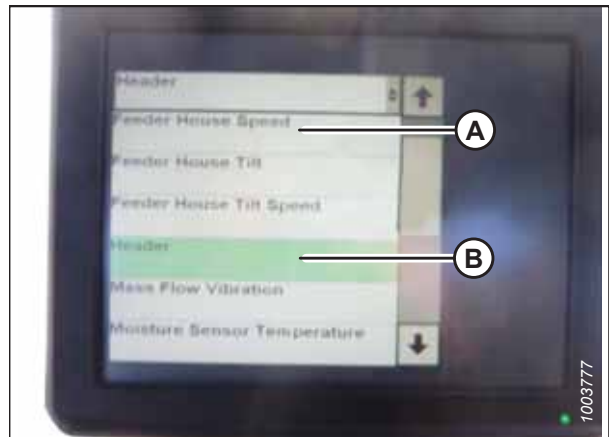 Header
Feeder House Speed
A
Feeder House Tilt
Feeder House Tilt Speed
Header
B
Mass Flow Vibration
Moisture Sensor Temperature
1003777